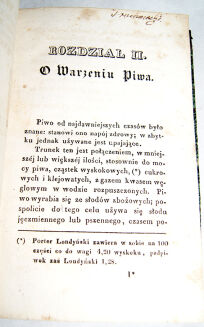 ROZDZIAŁ II.
O Warzeniu Piwa.
Piwo od najdawniejszych czasów było
znane: stanowi ono napój zdrowy; w zbyt-
ku jednak używane jest upajające.
Trunek ten jest połączeniem, w mniej-
széj lub większéj ilości, stosownie do mo-
cy piwa, cząstek wyskokowych, (*) cukro-
wych i klejowatych, z gazem kwasem wę-
glowym w wodzie rozpuszczonych. Pi-
wo wyrabia się ze słodów zbożowych; po-
spolicie do tego celu używa się słodu
jęczmiennego lub pszennego, czasem po-
(*) Porter Londyński zawiera w sobie na 100
części co do wagi 4,20 wyskoku, podpi-
wek zaś Londyński 1,28.
1*